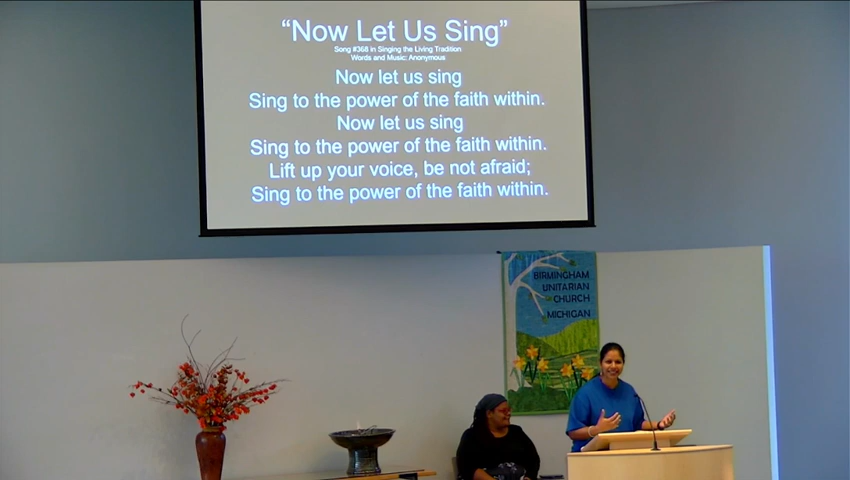 “Now Let Us Sing”
Song #368 in Singing the Living Tradition
Words and Music: Anonymous
Now let us sing
Sing to the power of the faith within.
Now let us sing
Sing to the power of the faith within.
Lift up your voice, be not afraid;
Sing to the power of the faith within.
BIRMINGHAM
UNITARIAN
CHURCH
MICHIGAN